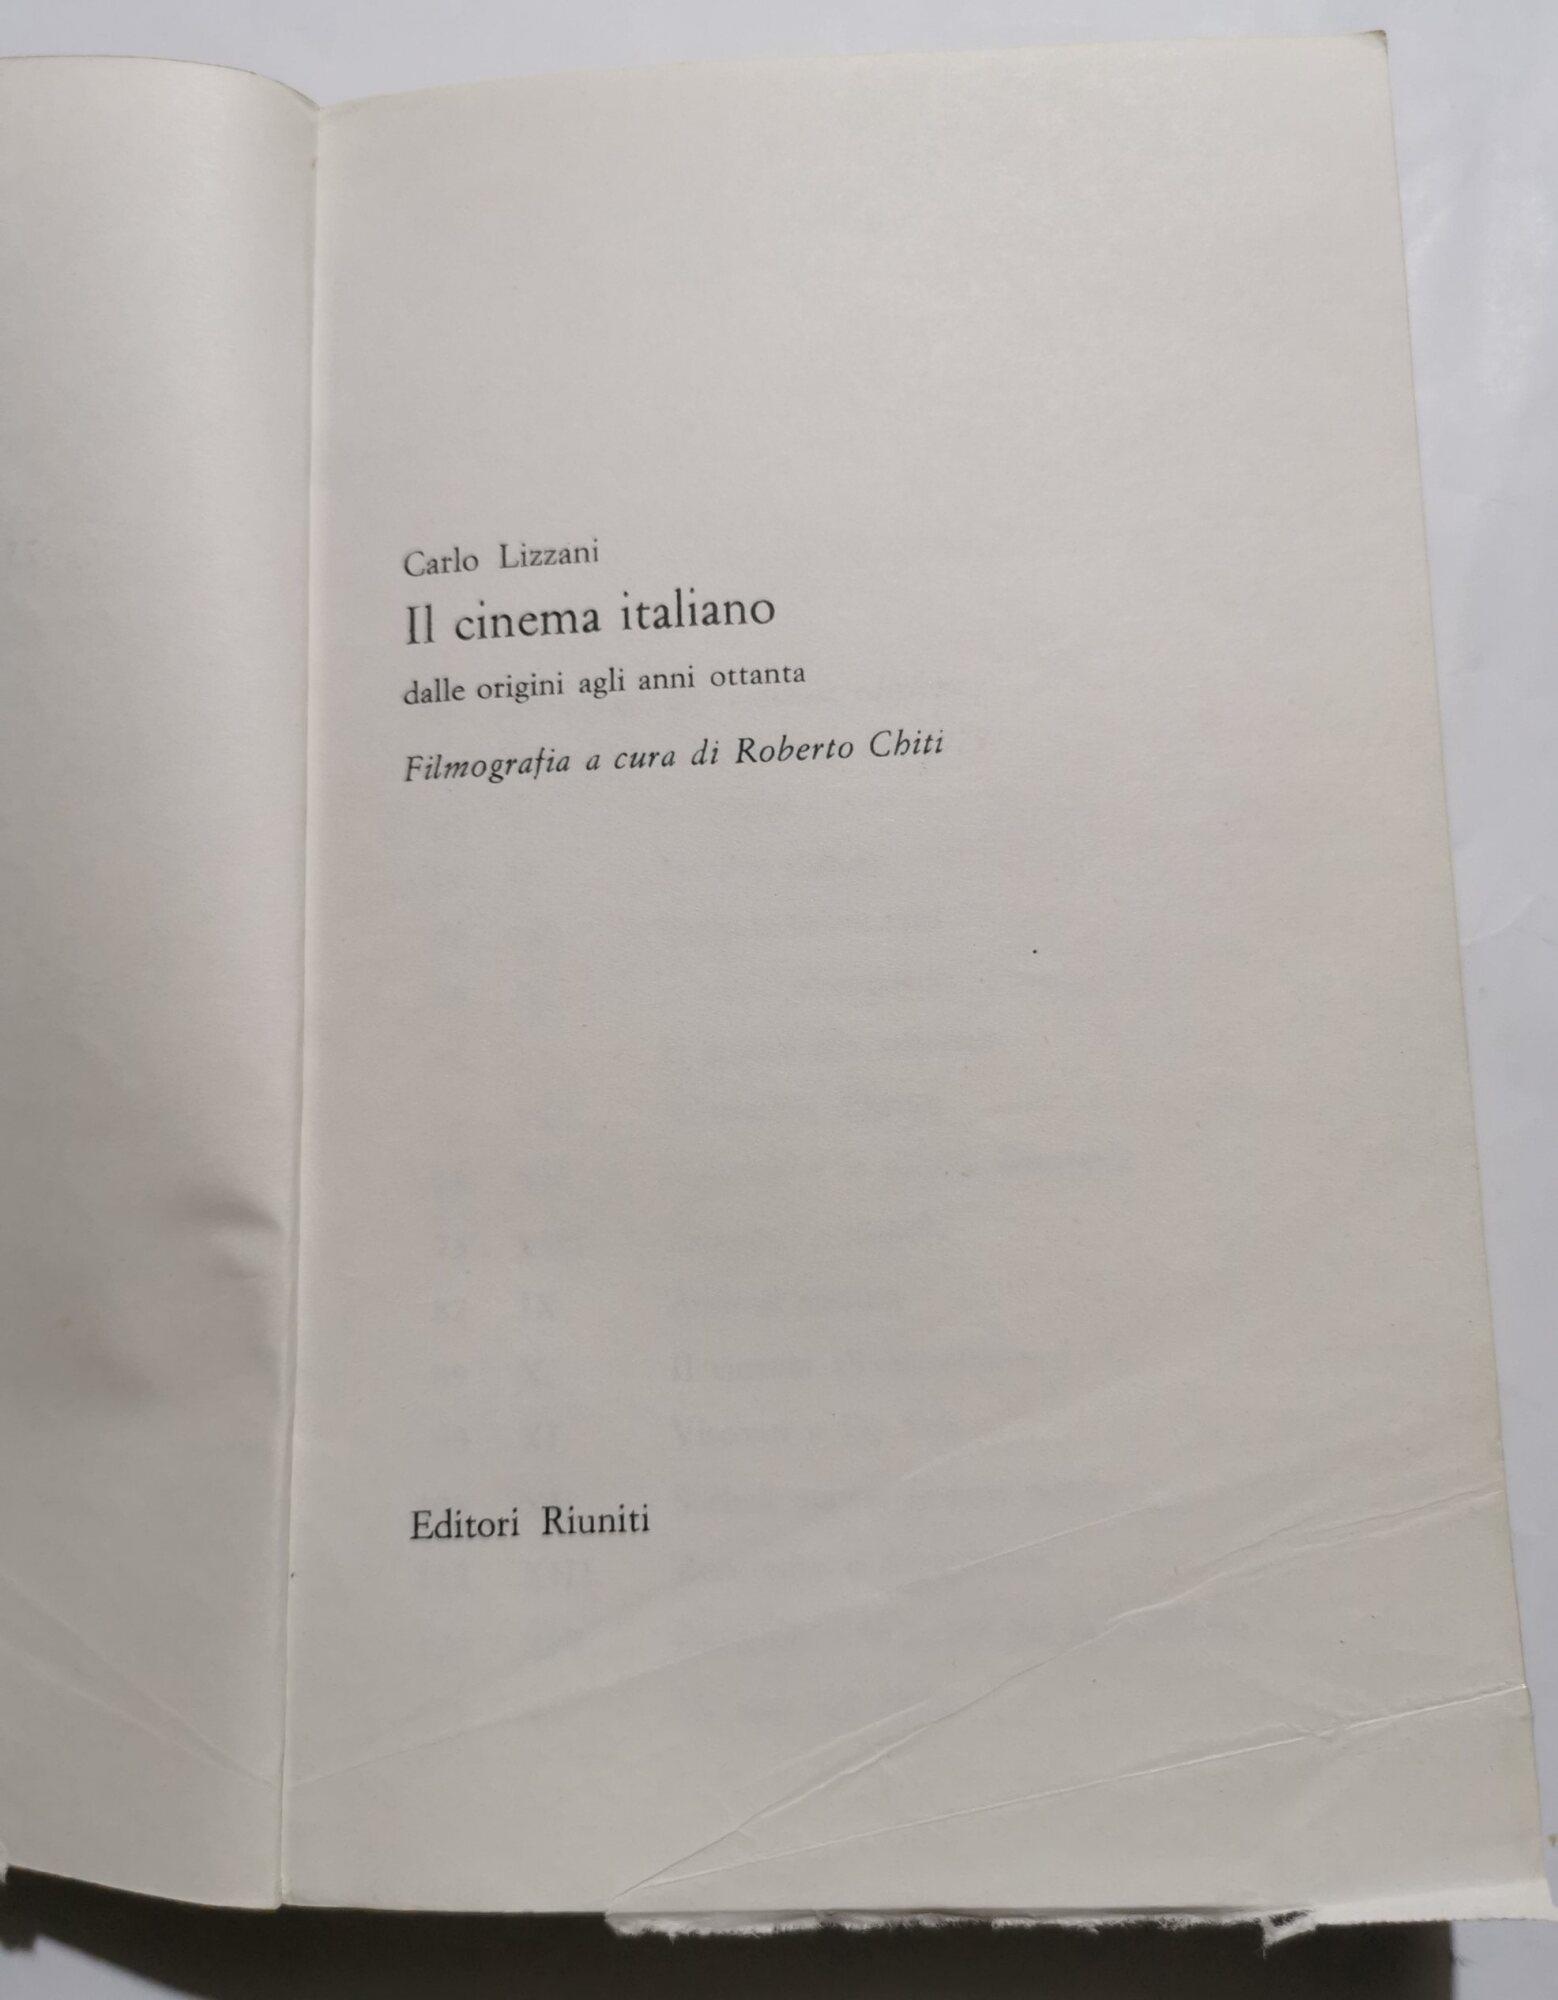 Carlo Lizzani
Il cinema italiano
dalle origini agli anni ottanta
Filmografia a cura di Roberto Chiti
Editori Riuniti